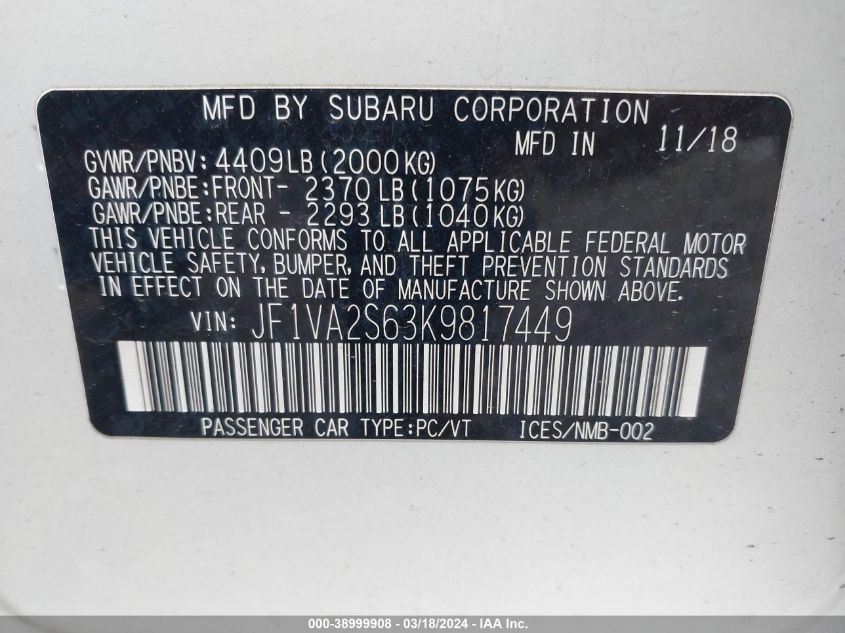 MFD BY SUBARU CORPORATION
MFD IN 11/18
GVWR/PNBV: 4409LB(2000KG)
GAWR/PNBE:FRONT- 2370LB(1075KG)
GAWR/PNBE:REAR - 2293LB(1040KG)
THIS VEHICLE CONFORMS TO ALL APPLICABLE FEDERAL MOTOR
VEHICLE SAFETY, BUMPER, AND THEFT PREVENTION STANDARDS
IN EFFECT ON THE DATE OF MANUFACTURE SHOWN ABOVE.
VIN: JF1VA2S63K9817449
PASSENGER CAR TYPE:PC/VT ICES/NMB-002
000-38999908 - 03/18/2024 - IAAI Inc.